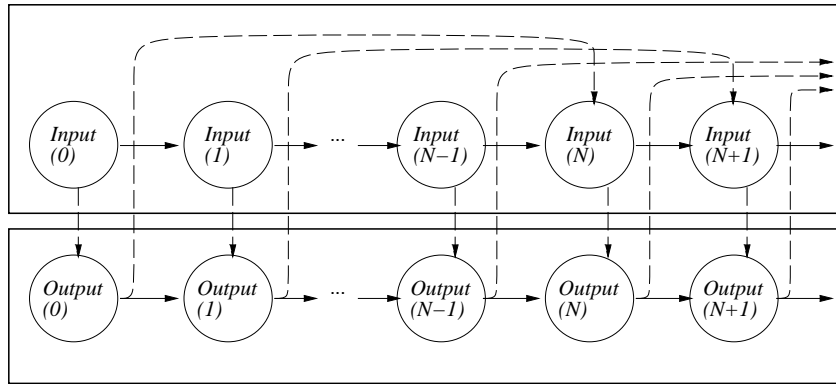 Input (0)
Input (1)
...
Input (N−1)
Input (N)
Input (N+1)
Output (0)
Output (1)
...
Output (N−1)
Output (N)
Output (N+1)